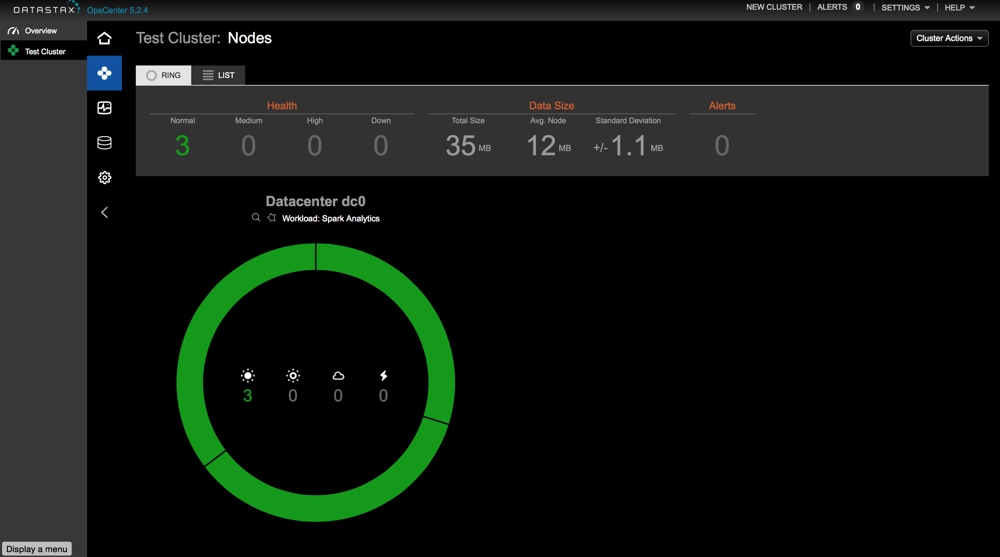 DATASTAX OpsCenter 5.2.4
NEW CLUSTER | ALERTS 0 | SETTINGS | HELP
Overview
Test Cluster
Test Cluster: Nodes
Cluster Actions
RING LIST
Health Data Size Alerts
Normal Medium High Down Total Size Avg. Node Standard Deviation
3 0 0 0 35 MB 12 MB +/- 1.1 MB 0
Datacenter dc0
Workload: Spark Analytics
3 0 0 0
Display a menu